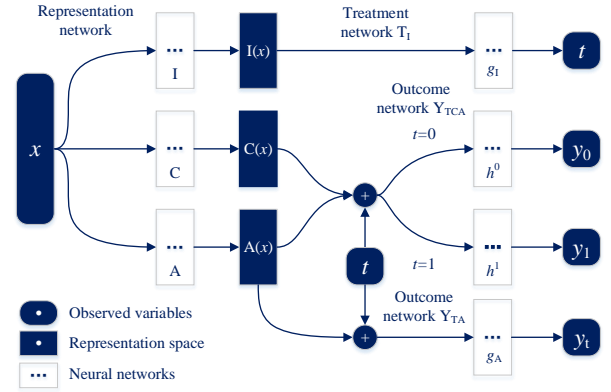 Representation
network
Treatment
network T_I
x
...
I
I(x)
...
g_I
t
Outcome
network Y_TCA
...
C
C(x)
t=0
...
h^0
y_0
+
...
A
A(x)
t
t=1
...
h^1
y_1
Outcome
network Y_TA
+
...
g_A
y_t
Observed variables
Representation space
... Neural networks